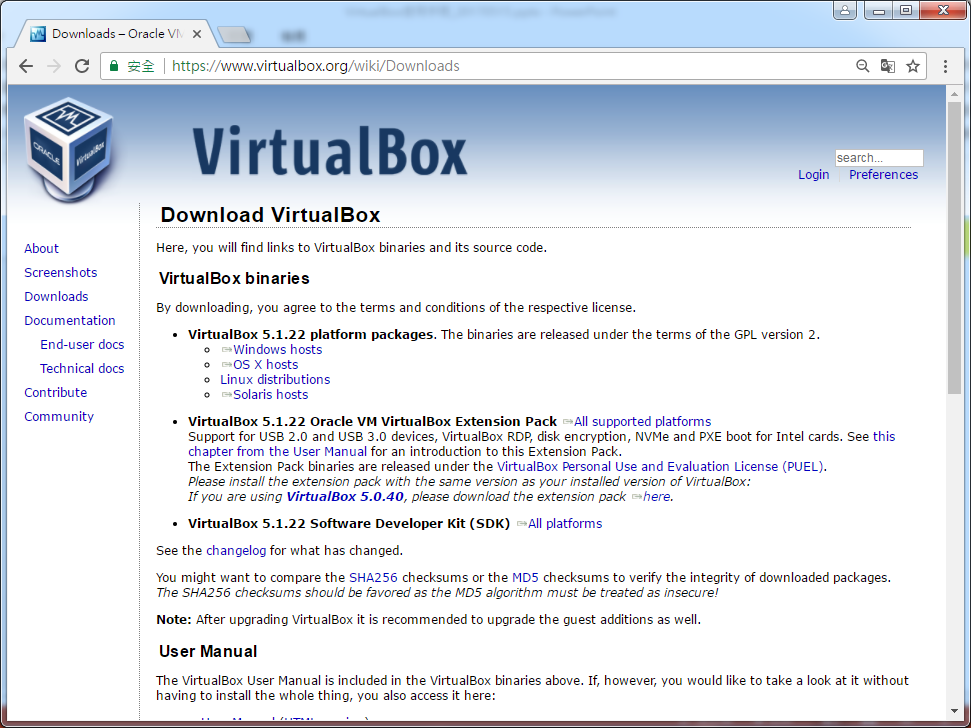 Downloads – Oracle VM
安全 https://www.virtualbox.org/wiki/Downloads
ORACLE
VirtualBox
VirtualBox
search...
Login Preferences
About
Screenshots
Downloads
Documentation
End-user docs
Technical docs
Contribute
Community
Download VirtualBox
Here, you will find links to VirtualBox binaries and its source code.
VirtualBox binaries
By downloading, you agree to the terms and conditions of the respective license.
VirtualBox 5.1.22 platform packages. The binaries are released under the terms of the GPL version 2.
Windows hosts
OS X hosts
Linux distributions
Solaris hosts
VirtualBox 5.1.22 Oracle VM VirtualBox Extension Pack All supported platforms
Support for USB 2.0 and USB 3.0 devices, VirtualBox RDP, disk encryption, NVMe and PXE boot for Intel cards. See this
chapter from the User Manual for an introduction to this Extension Pack.
The Extension Pack binaries are released under the VirtualBox Personal Use and Evaluation License (PUEL).
Please install the extension pack with the same version as your installed version of VirtualBox:
If you are using VirtualBox 5.0.40, please download the extension pack here.
VirtualBox 5.1.22 Software Developer Kit (SDK) All platforms
See the changelog for what has changed.
You might want to compare the SHA256 checksums or the MD5 checksums to verify the integrity of downloaded packages.
The SHA256 checksums should be favored as the MD5 algorithm must be treated as insecure!
Note: After upgrading VirtualBox it is recommended to upgrade the guest additions as well.
User Manual
The VirtualBox User Manual is included in the VirtualBox binaries above. If, however, you would like to take a look at it without
having to install the whole thing, you also access it here: